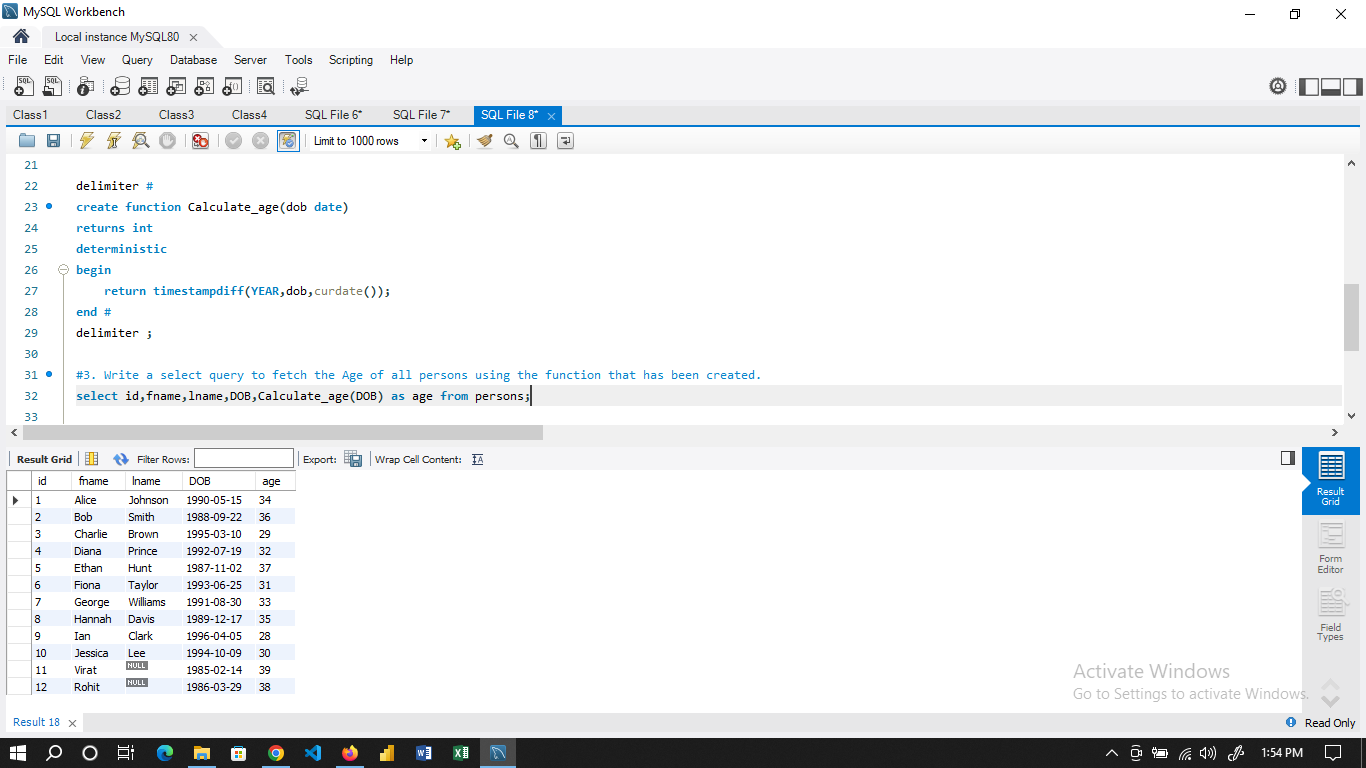 MySQL Workbench
Local instance MySQL80
File Edit View Query Database Server Tools Scripting Help
Class1 Class2 Class3 Class4 SQL File 6* SQL File 7* SQL File 8*
Limit to 1000 rows
21
22 delimiter #
23 create function Calculate_age(dob date)
24 returns int
25 deterministic
26 begin
27 return timestampdiff(YEAR,dob,curdate());
28 end #
29 delimiter ;
30
31 #3. Write a select query to fetch the Age of all persons using the function that has been created.
32 select id,fname,lname,DOB,Calculate_age(DOB) as age from persons;
33
Result Grid Filter Rows: Export: Wrap Cell Content:
id fname lname DOB age
1 Alice Johnson 1990-05-15 34
2 Bob Smith 1988-09-22 36
3 Charlie Brown 1995-03-10 29
4 Diana Prince 1992-07-19 32
5 Ethan Hunt 1987-11-02 37
6 Fiona Taylor 1993-06-25 31
7 George Williams 1991-08-30 33
8 Hannah Davis 1989-12-17 35
9 Ian Clark 1996-04-05 28
10 Jessica Lee 1994-10-09 30
11 Virat NULL 1985-02-14 39
12 Rohit NULL 1986-03-29 38
Result
Grid
Form
Editor
Field
Types
Activate Windows
Go to Settings to activate Windows.
Result 18
Read Only
1:54 PM